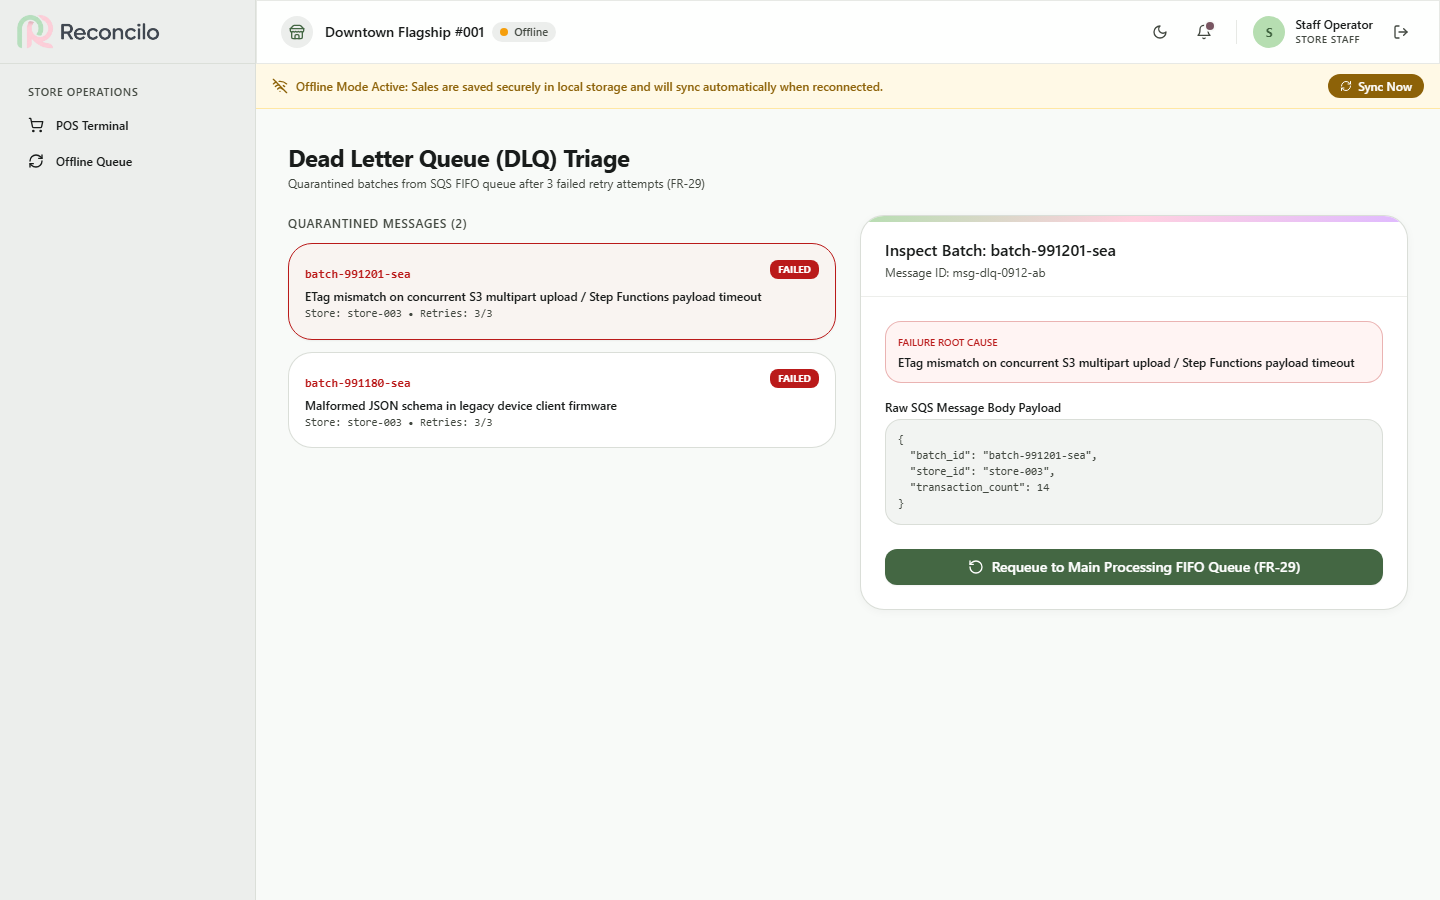 Reconcilo
Downtown Flagship #001
Offline
S
Staff Operator
STORE STAFF
STORE OPERATIONS
POS Terminal
Offline Queue
Offline Mode Active: Sales are saved securely in local storage and will sync automatically when reconnected.
Sync Now
Dead Letter Queue (DLQ) Triage
Quarantined batches from SQS FIFO queue after 3 failed retry attempts (FR-29)
QUARANTINED MESSAGES (2)
batch-991201-sea
FAILED
ETag mismatch on concurrent S3 multipart upload / Step Functions payload timeout
Store: store-003 • Retries: 3/3
batch-991180-sea
FAILED
Malformed JSON schema in legacy device client firmware
Store: store-003 • Retries: 3/3
Inspect Batch: batch-991201-sea
Message ID: msg-dlq-0912-ab
FAILURE ROOT CAUSE
ETag mismatch on concurrent S3 multipart upload / Step Functions payload timeout
Raw SQS Message Body Payload
{
"batch_id": "batch-991201-sea",
"store_id": "store-003",
"transaction_count": 14
}
Requeue to Main Processing FIFO Queue (FR-29)